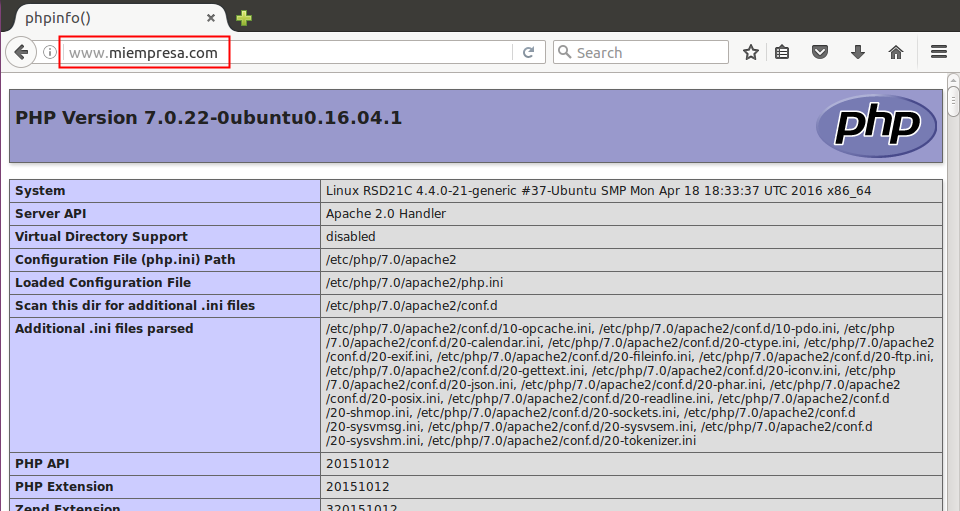 phpinfo()
www.miempresa.com
Search
PHP Version 7.0.22-0ubuntu0.16.04.1
php
System Linux RSD21C 4.4.0-21-generic #37-Ubuntu SMP Mon Apr 18 18:33:37 UTC 2016 x86_64
Server API Apache 2.0 Handler
Virtual Directory Support disabled
Configuration File (php.ini) Path /etc/php/7.0/apache2
Loaded Configuration File /etc/php/7.0/apache2/php.ini
Scan this dir for additional .ini files /etc/php/7.0/apache2/conf.d
Additional .ini files parsed /etc/php/7.0/apache2/conf.d/10-opcache.ini, /etc/php/7.0/apache2/conf.d/10-pdo.ini, /etc/php
/7.0/apache2/conf.d/20-calendar.ini, /etc/php/7.0/apache2/conf.d/20-ctype.ini, /etc/php/7.0/apache2
/conf.d/20-exif.ini, /etc/php/7.0/apache2/conf.d/20-fileinfo.ini, /etc/php/7.0/apache2/conf.d/20-ftp.ini,
/etc/php/7.0/apache2/conf.d/20-gettext.ini, /etc/php/7.0/apache2/conf.d/20-iconv.ini, /etc/php
/7.0/apache2/conf.d/20-json.ini, /etc/php/7.0/apache2/conf.d/20-phar.ini, /etc/php/7.0/apache2
/conf.d/20-posix.ini, /etc/php/7.0/apache2/conf.d/20-readline.ini, /etc/php/7.0/apache2/conf.d
/20-shmop.ini, /etc/php/7.0/apache2/conf.d/20-sockets.ini, /etc/php/7.0/apache2/conf.d
/20-sysvmsg.ini, /etc/php/7.0/apache2/conf.d/20-sysvsem.ini, /etc/php/7.0/apache2/conf.d
/20-sysvshm.ini, /etc/php/7.0/apache2/conf.d/20-tokenizer.ini
PHP API 20151012
PHP Extension 20151012
Zend Extension 320151012